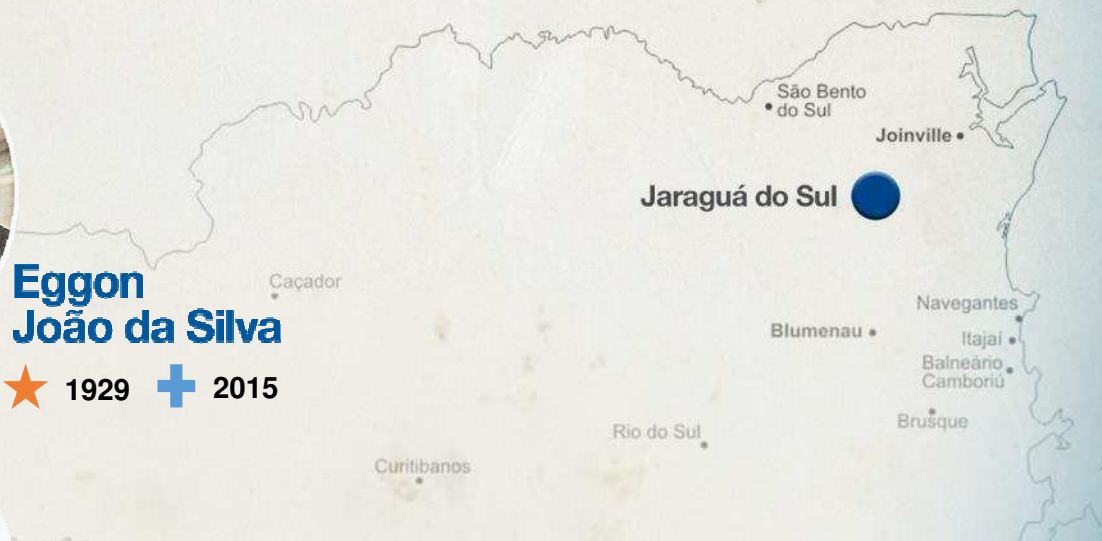 São Bento
do Sul
Joinville
Jaraguá do Sul
Eggon
João da Silva
1929 2015
Caçador
Navegantes
Blumenau
Itajaí
Balneário
Camboriú
Brusque
Rio do Sul
Curitibanos